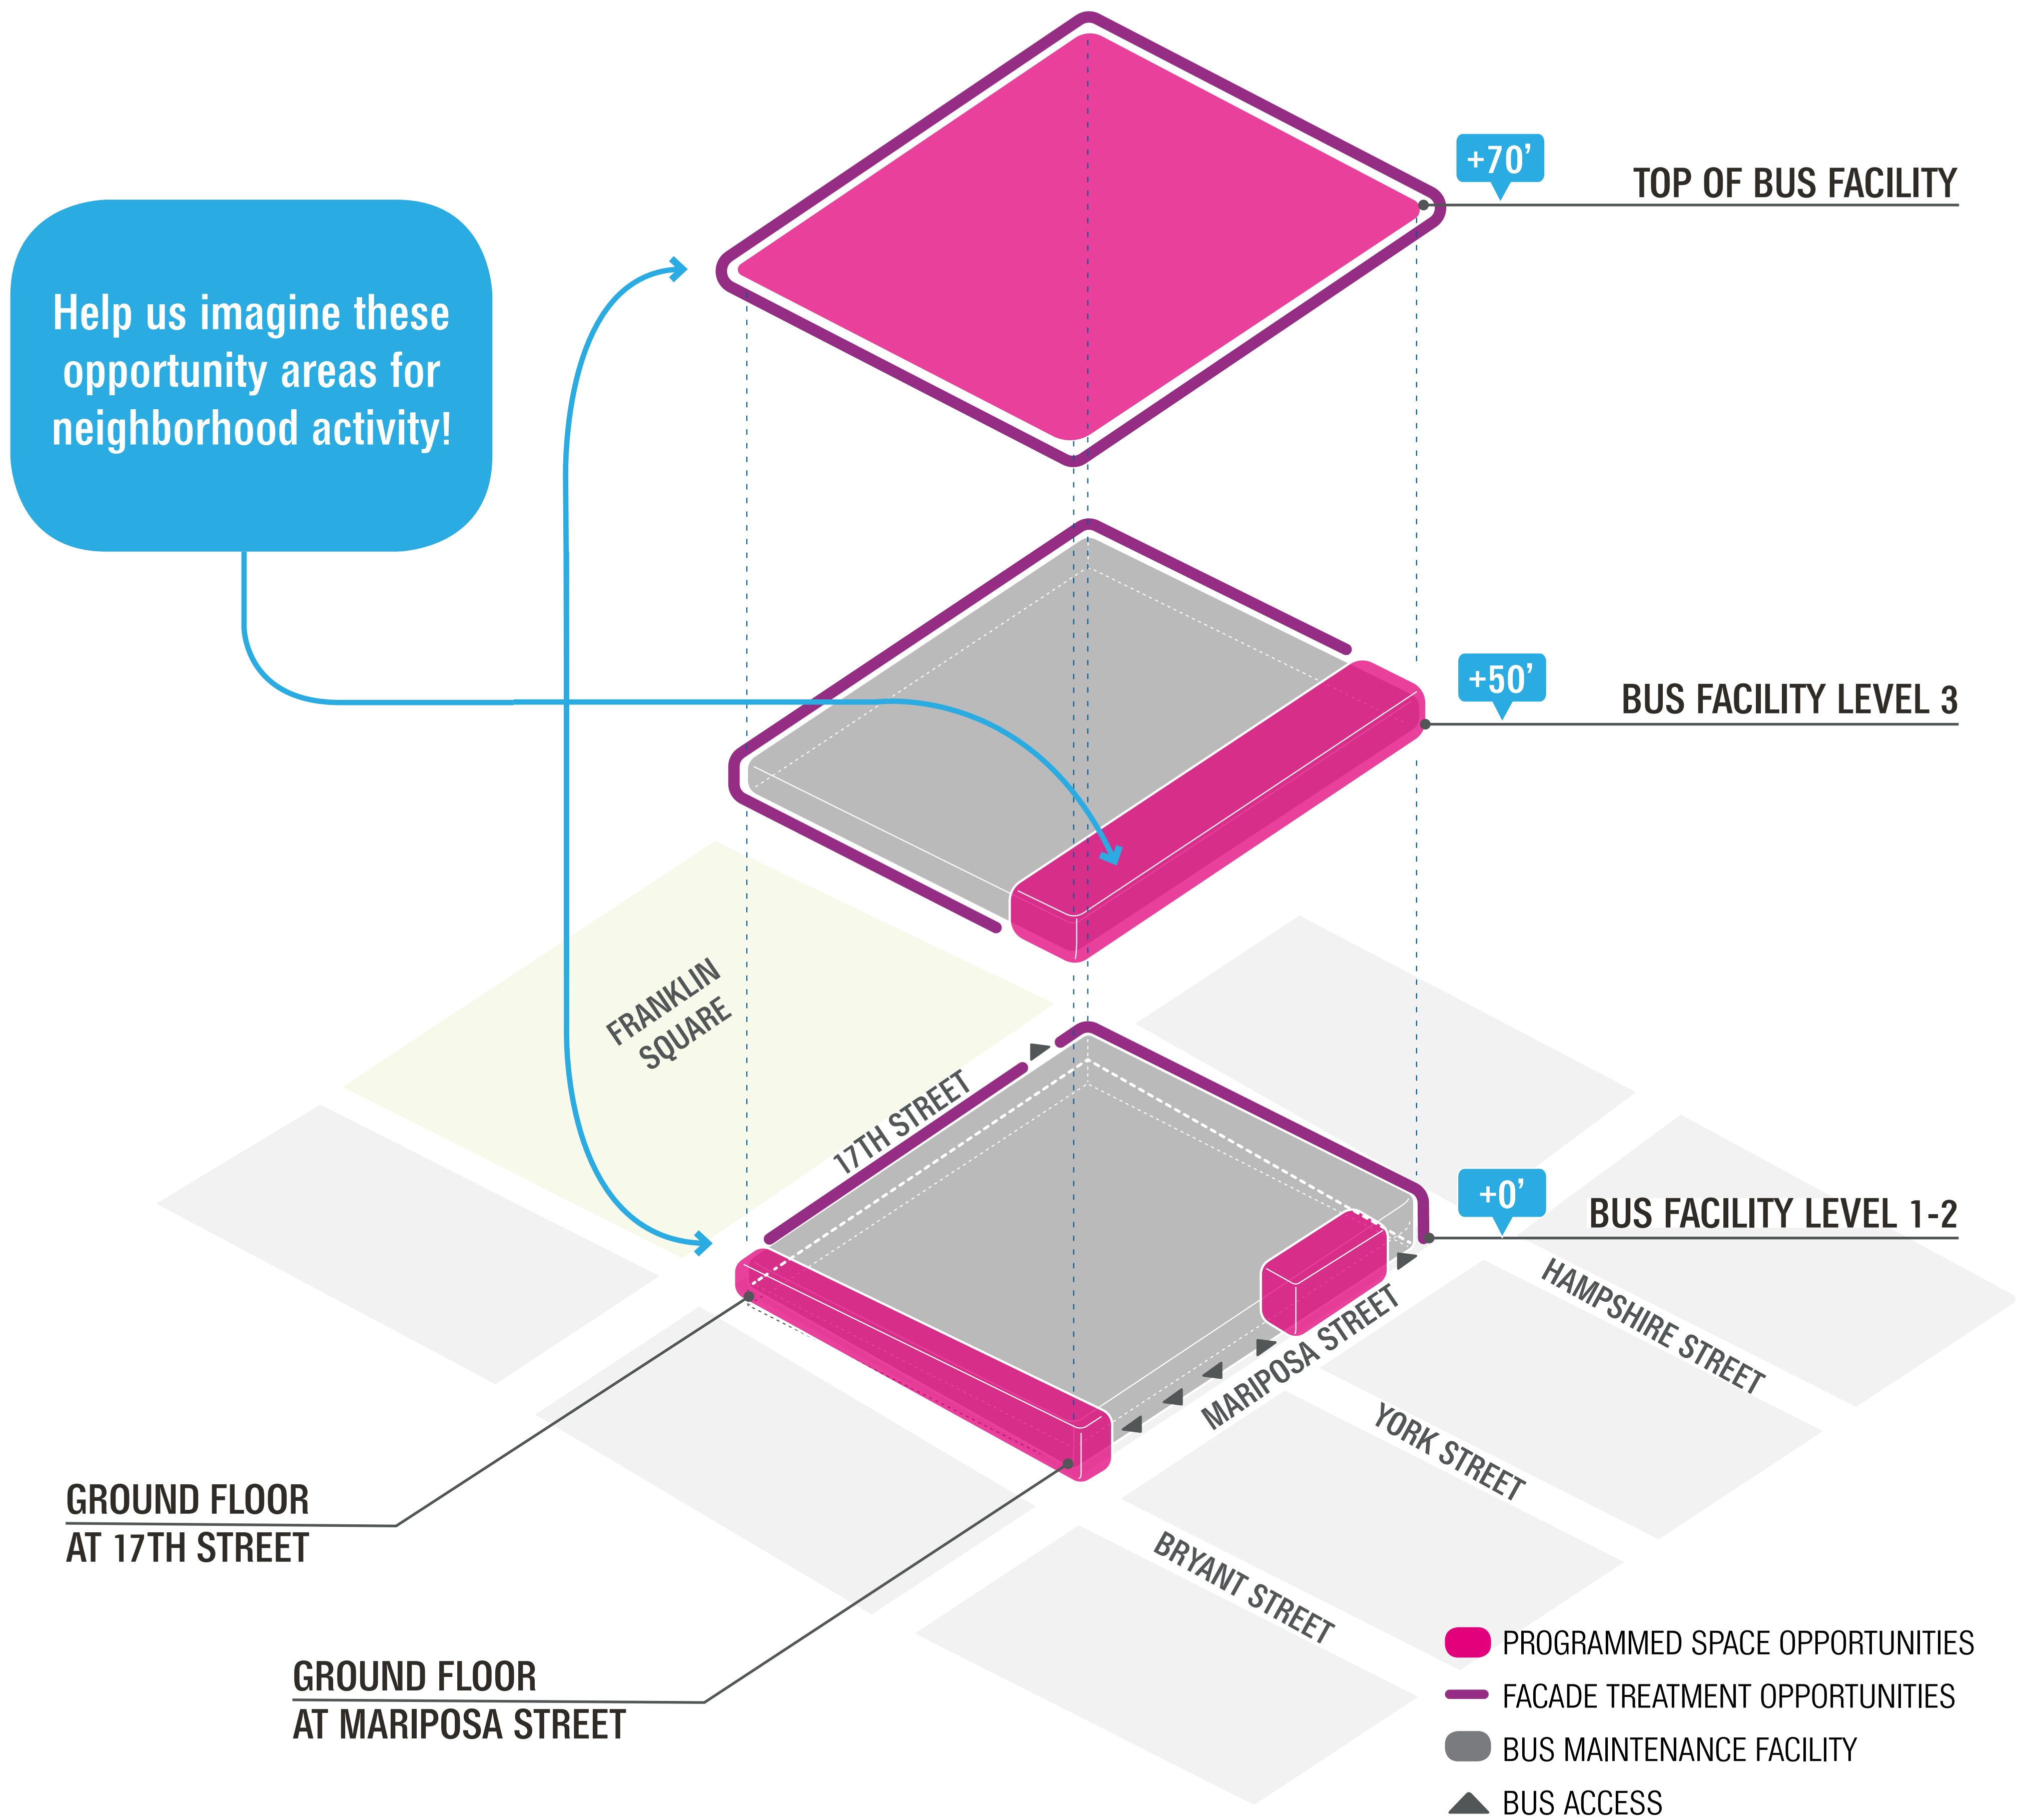 +70’
TOP OF BUS FACILITY
Help us imagine these
opportunity areas for
neighborhood activity!
+50’
BUS FACILITY LEVEL 3
FRANKLIN
SQUARE
17TH STREET
+0’
BUS FACILITY LEVEL 1-2
HAMPSHIRE STREET
MARIPOSA STREET
YORK STREET
BRYANT STREET
GROUND FLOOR
AT 17TH STREET
GROUND FLOOR
AT MARIPOSA STREET
PROGRAMMED SPACE OPPORTUNITIES
FACADE TREATMENT OPPORTUNITIES
BUS MAINTENANCE FACILITY
BUS ACCESS